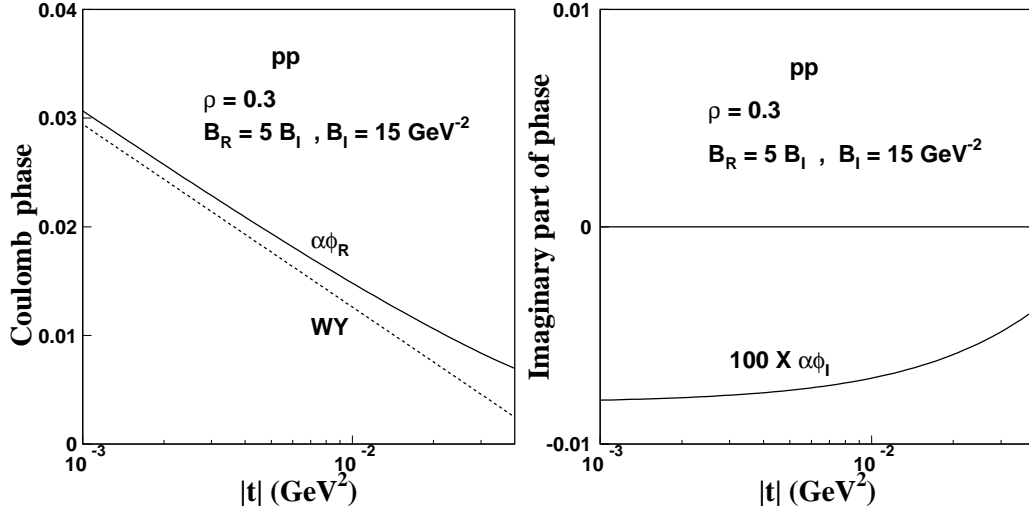 Coulomb phase
0.04
0.03
0.02
0.01
0
pp
ρ = 0.3
B_R = 5 B_I , B_I = 15 GeV^-2
αϕ_R
WY
10^-3
10^-2
|t| (GeV^2)
Imaginary part of phase
0.01
0
-0.01
pp
ρ = 0.3
B_R = 5 B_I , B_I = 15 GeV^-2
100 X αϕ_I
10^-3
10^-2
|t| (GeV^2)